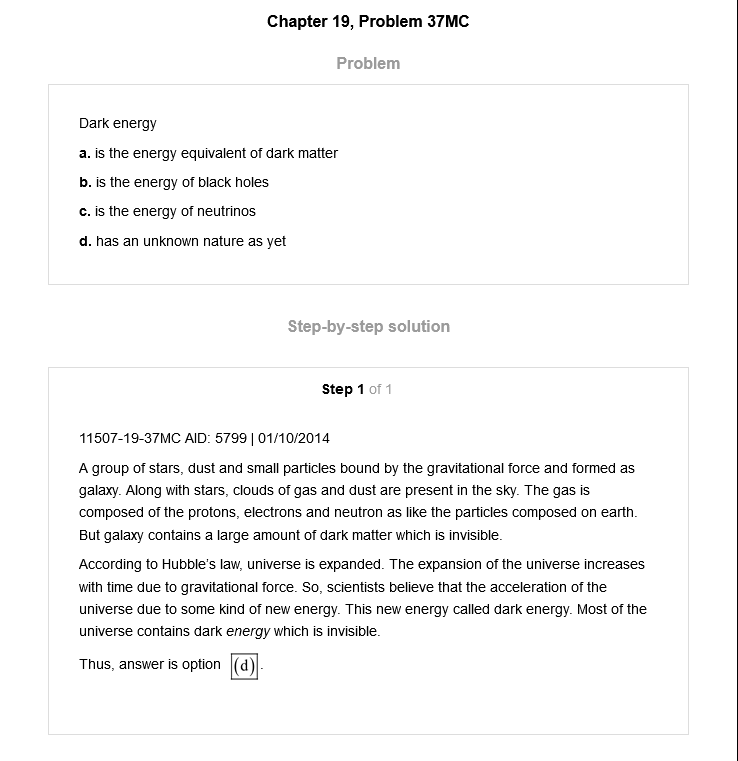 Chapter 19, Problem 37MC
Problem
Dark energy
a. is the energy equivalent of dark matter
b. is the energy of black holes
c. is the energy of neutrinos
d. has an unknown nature as yet
Step-by-step solution
Step 1 of 1
11507-19-37MC AID: 5799 | 01/10/2014
A group of stars, dust and small particles bound by the gravitational force and formed as
galaxy. Along with stars, clouds of gas and dust are present in the sky. The gas is
composed of the protons, electrons and neutron as like the particles composed on earth.
But galaxy contains a large amount of dark matter which is invisible.
According to Hubble's law, universe is expanded. The expansion of the universe increases
with time due to gravitational force. So, scientists believe that the acceleration of the
universe due to some kind of new energy. This new energy called dark energy. Most of the
universe contains dark energy which is invisible.
Thus, answer is option (d).